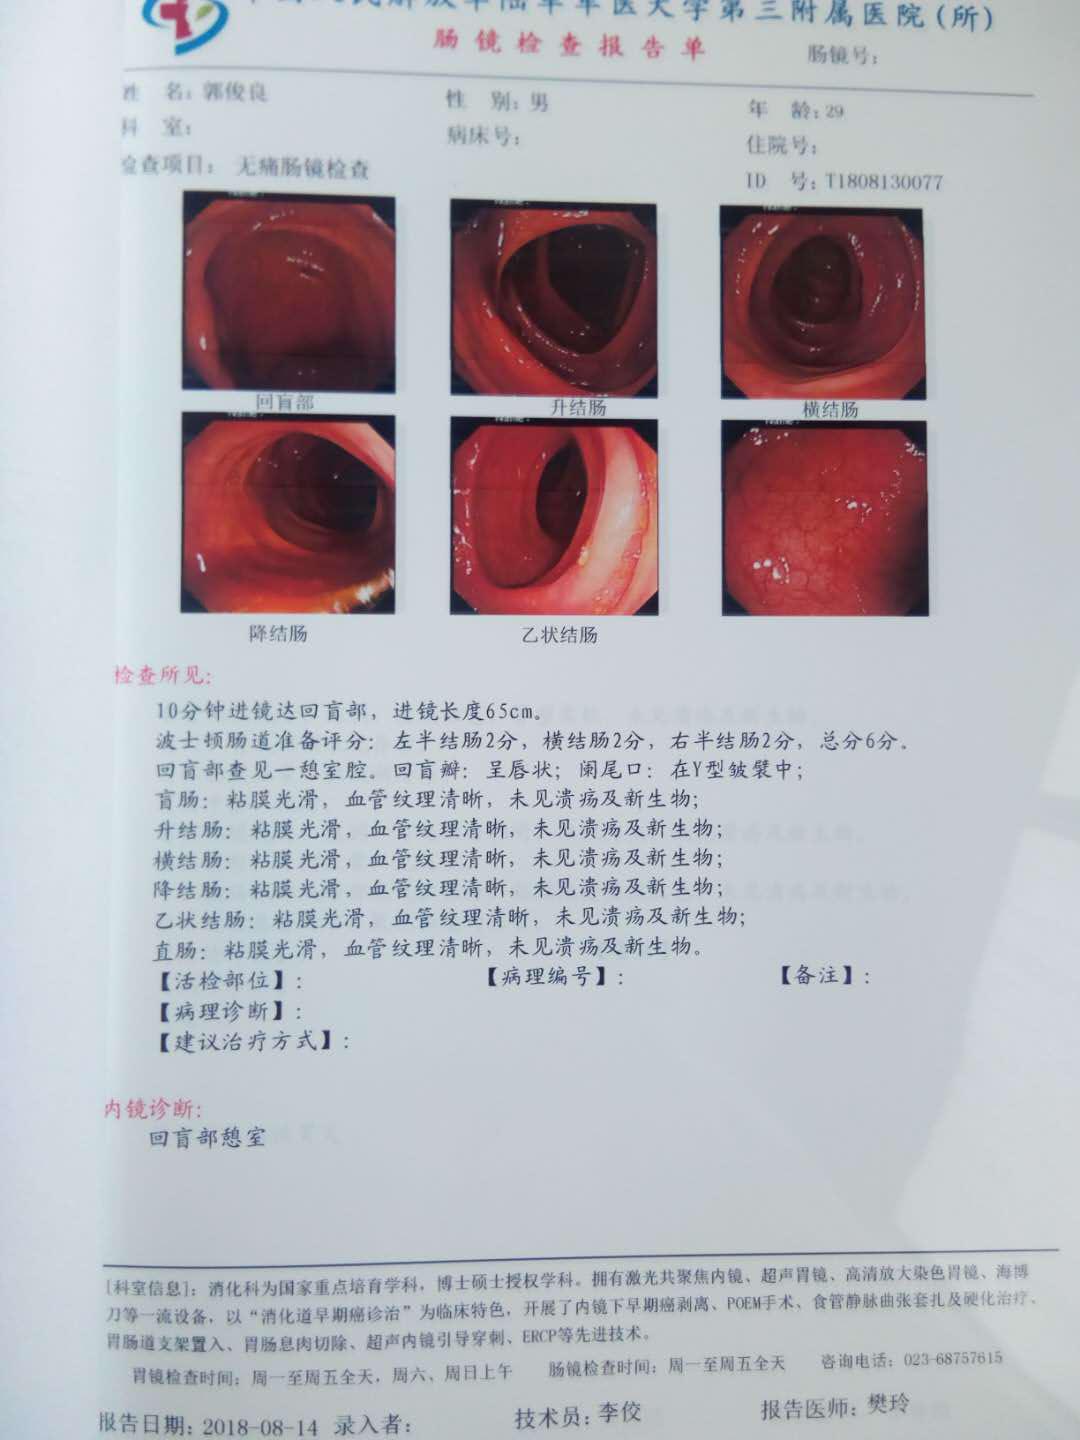 大学第三附属医院(所)
肠镜检查报告单
肠镜号:
姓 名: 郭俊良 性 别: 男 年 龄: 29
科 室: 病床号: 住院号:
检查项目: 无痛肠镜检查 ID 号: T1808130077
回盲部 升结肠 横结肠
降结肠 乙状结肠
检查所见:
10分钟进镜达回盲部，进镜长度65cm。
波士顿肠道准备评分: 左半结肠2分, 横结肠2分, 右半结肠2分, 总分6分。
回盲部查见一憩室腔。回盲瓣: 呈唇状; 阑尾口: 在Y型皱襞中;
盲肠: 粘膜光滑, 血管纹理清晰, 未见溃疡及新生物;
升结肠: 粘膜光滑, 血管纹理清晰, 未见溃疡及新生物;
横结肠: 粘膜光滑, 血管纹理清晰, 未见溃疡及新生物;
降结肠: 粘膜光滑, 血管纹理清晰, 未见溃疡及新生物;
乙状结肠: 粘膜光滑, 血管纹理清晰, 未见溃疡及新生物;
直肠: 粘膜光滑, 血管纹理清晰, 未见溃疡及新生物。
【活检部位】: 【病理编号】: 【备注】:
【病理诊断】:
【建议治疗方式】:
内镜诊断:
回盲部憩室
[科室信息]: 消化科为国家重点培育学科, 博士硕士授权学科。拥有激光共聚焦内镜、超声胃镜、高清放大染色胃镜、海博
刀等一流设备, 以“消化道早期癌诊治”为临床特色, 开展了内镜下早期癌剥离、POEM手术、食管静脉曲张套扎及硬化治疗、
胃肠道支架置入、胃肠息肉切除、超声内镜引导穿刺、ERCP等先进技术。
胃镜检查时间: 周一至周五全天, 周六、周日上午 肠镜检查时间: 周一至周五全天 咨询电话: 023-68757615
报告日期: 2018-08-14 录入者: 技术员: 李佼 报告医师: 樊玲